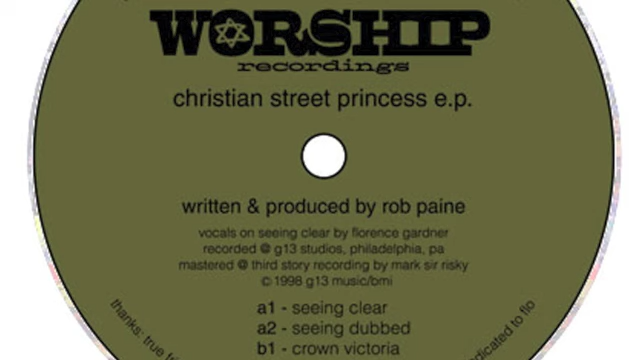 WORSHIP
recordings
christian street princess e.p.
written & produced by rob paine
vocals on seeing clear by florence gardner
recorded @ g13 studios, philadelphia, pa
mastered @ third story recording by mark sir risky
© 1998 g13 music/bmi
a1 - seeing clear
a2 - seeing dubbed
b1 - crown victoria
thanks: true
dedicated to flo